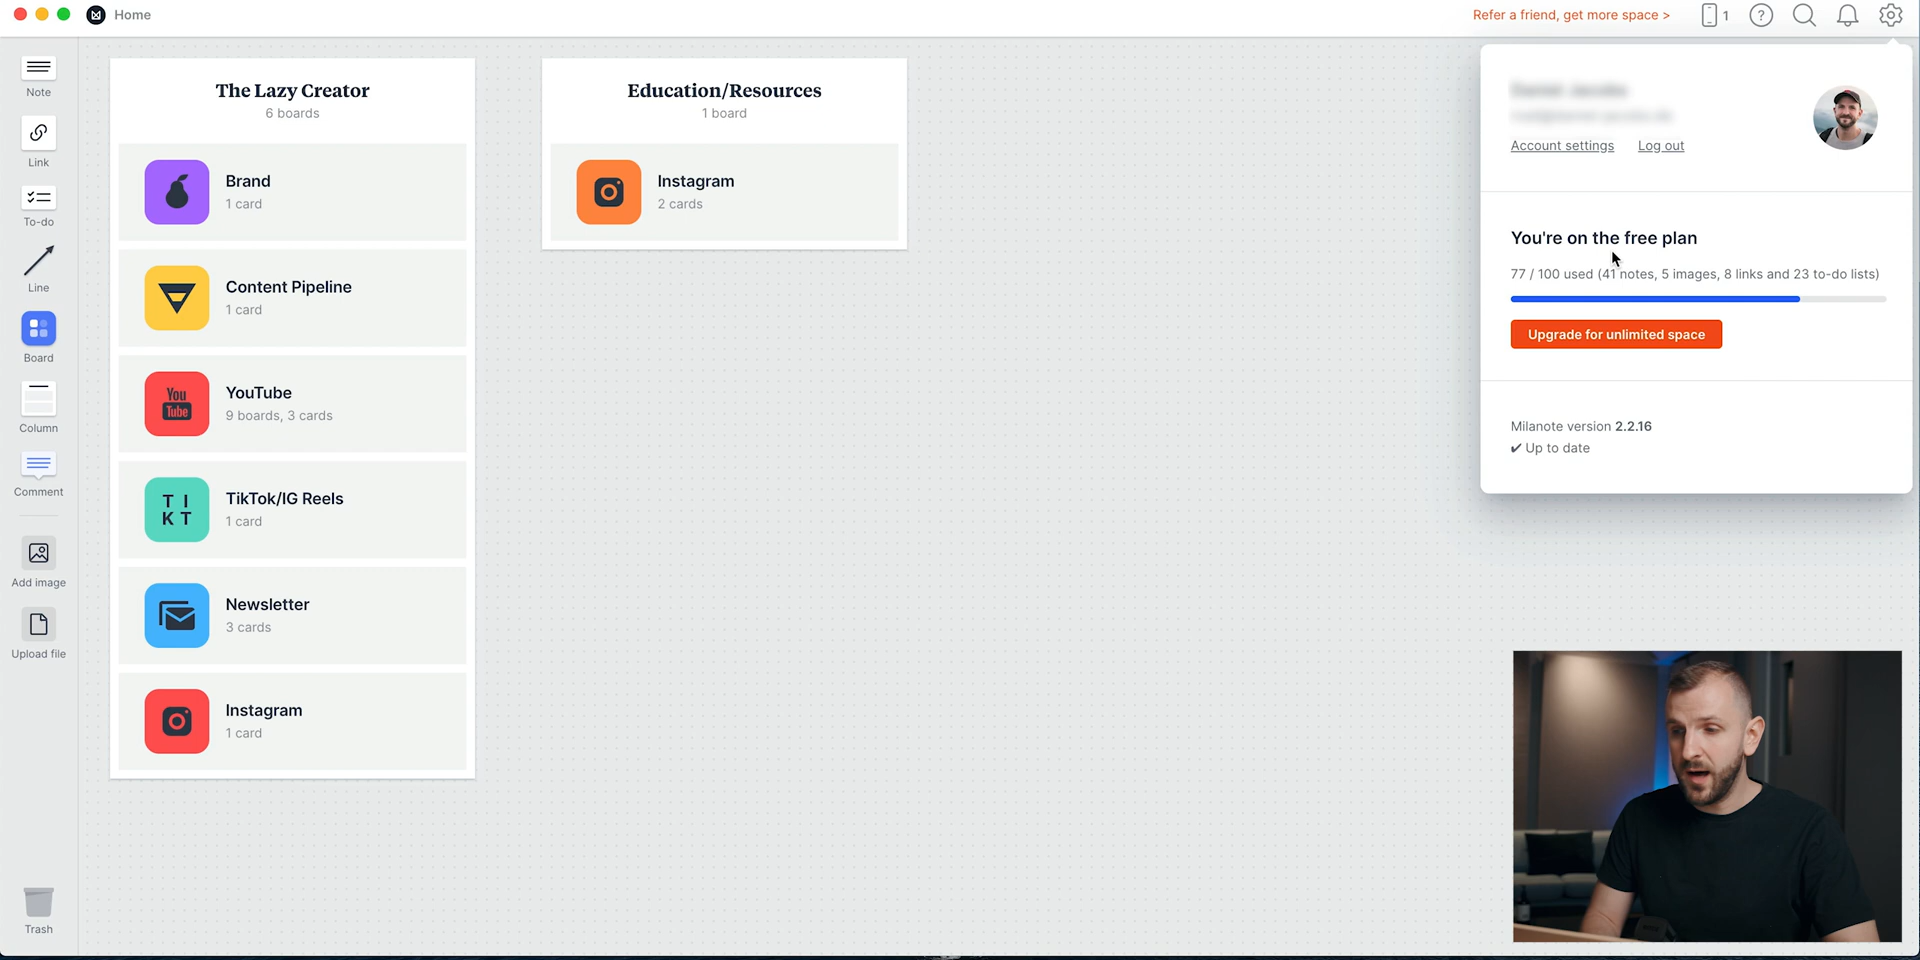 Home
Refer a friend, get more space >
1
?
Note
Link
To-do
Line
Board
Column
Comment
Add image
Upload file
Trash
The Lazy Creator
6 boards
Brand
1 card
Content Pipeline
1 card
YouTube
9 boards, 3 cards
You
Tube
TikTok/IG Reels
1 card
T I
K T
Newsletter
3 cards
Instagram
1 card
Education/Resources
1 board
Instagram
2 cards
Account settings Log out
You're on the free plan
77 / 100 used (41 notes, 5 images, 8 links and 23 to-do lists)
Upgrade for unlimited space
Milanote version 2.2.16
✔ Up to date